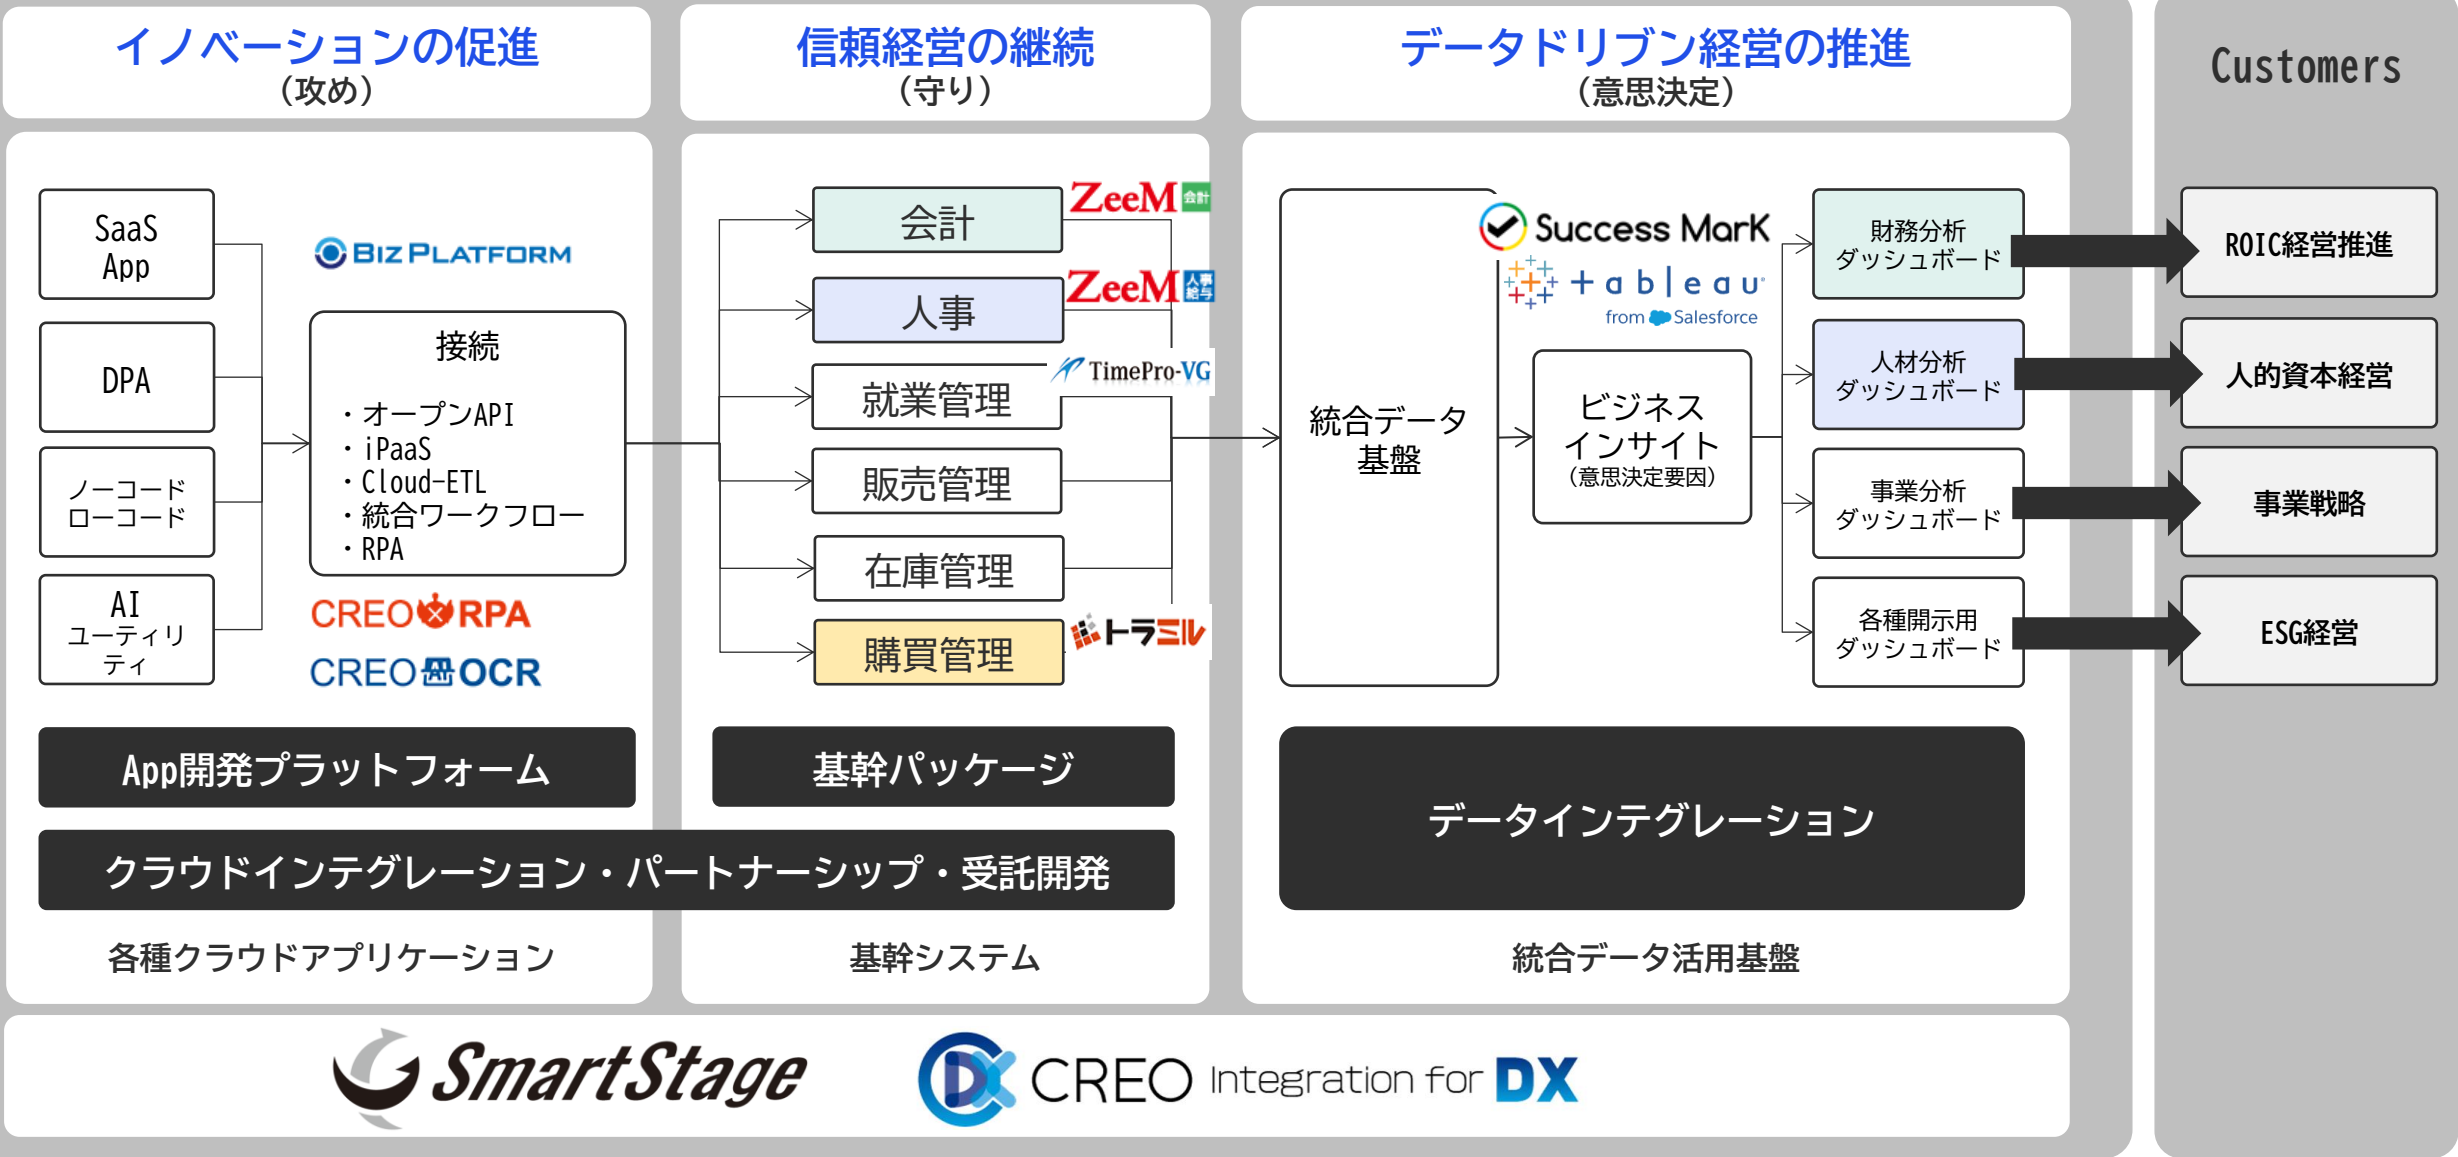 イノベーションの促進
（攻め）
信頼経営の継続
（守り）
データドリブン経営の推進
（意思決定）
Customers
SaaS
App
DPA
ノーコード
ローコード
AI
ユーティリ
ティ
BIZPLATFORM
接続
・オープンAPI
・iPaaS
・Cloud-ETL
・統合ワークフロー
・RPA
CREO RPA
CREO AI OCR
会計
ZeeM 会計
人事
ZeeM 人事
給与
就業管理
TimePro-VG
販売管理
在庫管理
購買管理
トラミル
統合データ
基盤
Success MarK
+ableau
from Salesforce
ビジネス
インサイト
（意思決定要因）
財務分析
ダッシュボード
人材分析
ダッシュボード
事業分析
ダッシュボード
各種開示用
ダッシュボード
ROIC経営推進
人的資本経営
事業戦略
ESG経営
App開発プラットフォーム
基幹パッケージ
クラウドインテグレーション・パートナーシップ・受託開発
データインテグレーション
各種クラウドアプリケーション
基幹システム
統合データ活用基盤
SmartStage
DX CREO Integration for DX